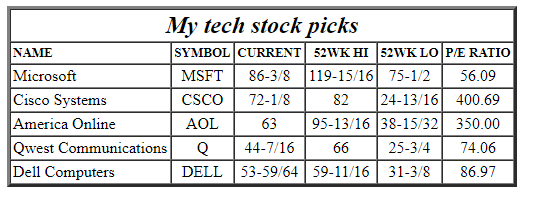 My tech stock picks
NAME SYMBOL CURRENT 52WK HI 52WK LO P/E RATIO
Microsoft MSFT 86-3/8 119-15/16 75-1/2 56.09
Cisco Systems CSCO 72-1/8 82 24-13/16 400.69
America Online AOL 63 95-13/16 38-15/32 350.00
Qwest Communications Q 44-7/16 66 25-3/4 74.06
Dell Computers DELL 53-59/64 59-11/16 31-3/8 86.97